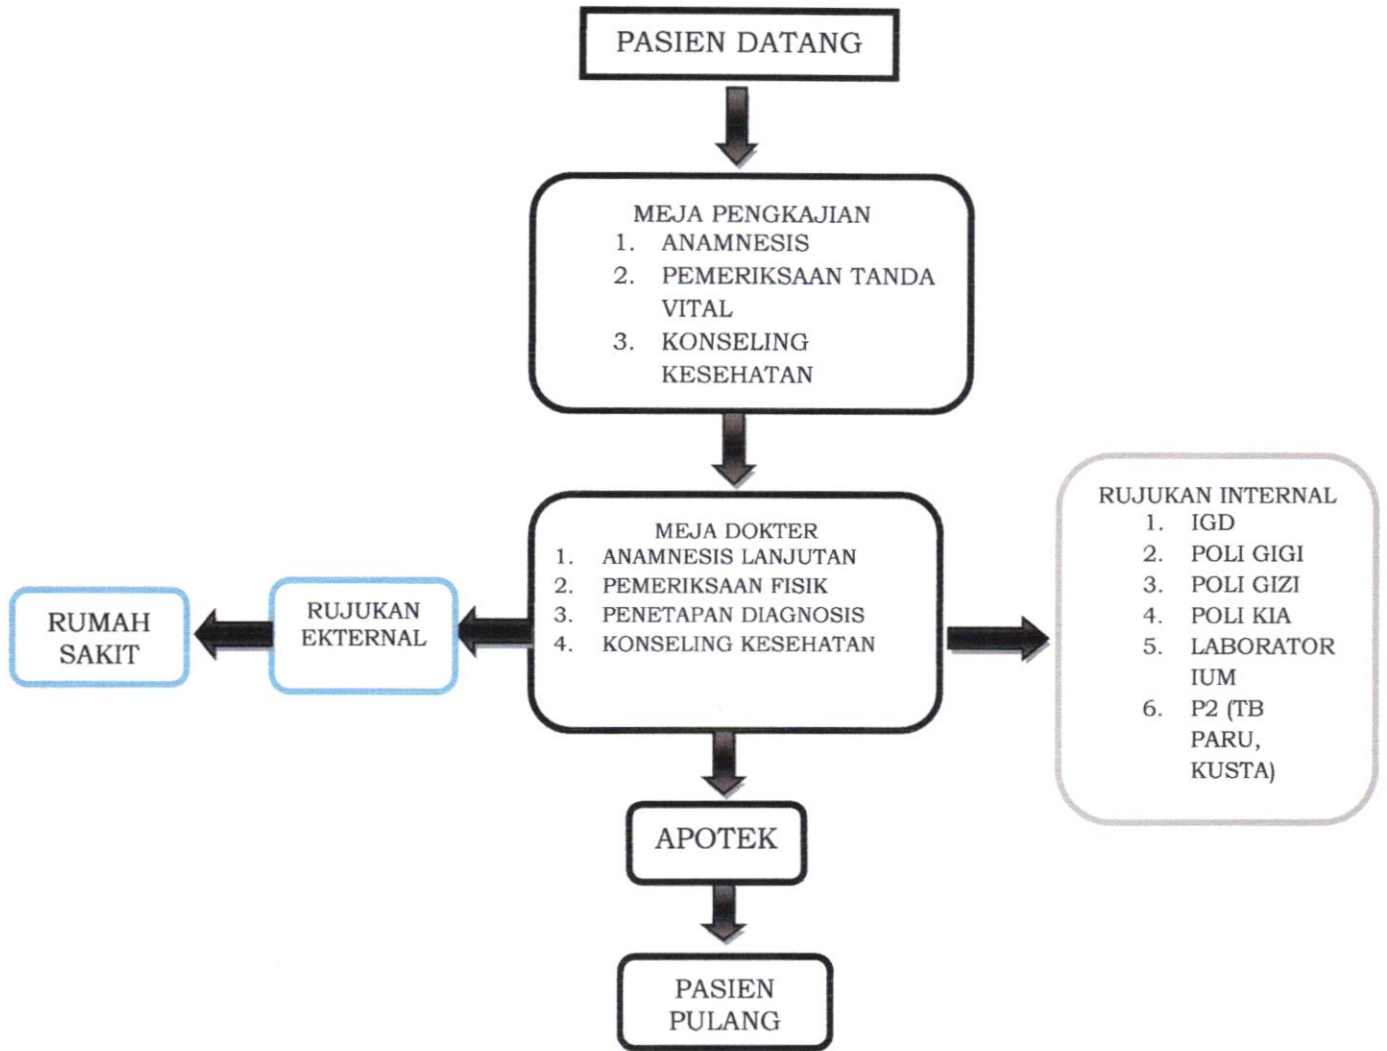 PASIEN DATANG
MEJA PENGKAJIAN
1. ANAMNESIS
2. PEMERIKSAAN TANDA
VITAL
3. KONSELING
KESEHATAN
MEJA DOKTER
1. ANAMNESIS LANJUTAN
2. PEMERIKSAAN FISIK
3. PENETAPAN DIAGNOSIS
4. KONSELING KESEHATAN
RUJUKAN INTERNAL
1. IGD
2. POLI GIGI
3. POLI GIZI
4. POLI KIA
5. LABORATOR
IUM
6. P2 (TB
PARU,
KUSTA)
RUJUKAN
EKTERNAL
RUMAH
SAKIT
APOTEK
PASIEN
PULANG